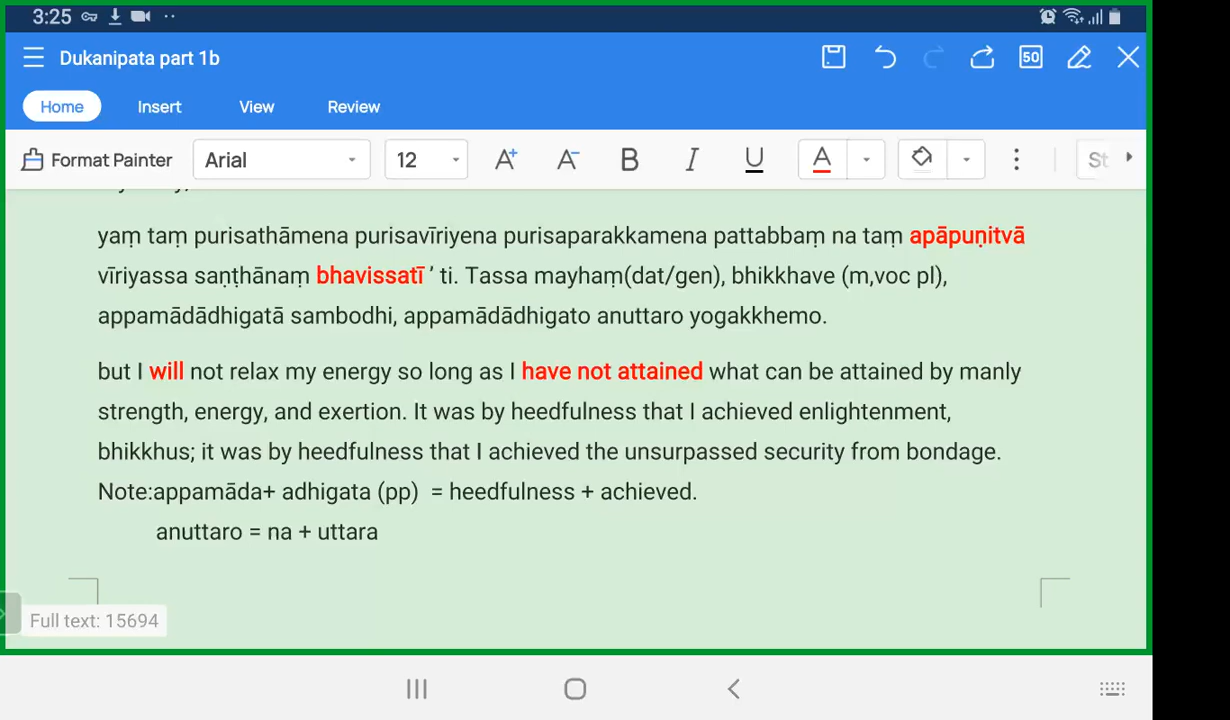 3:25
Dukanipata part 1b
50
Home Insert View Review
Format Painter Arial 12 A+ A- B I U A St
yaṃ taṃ purisathāmena purisavīriyena purisaparakkamena pattabbaṃ na taṃ apāpuṇitvā
vīriyassa saṇṭhānaṃ bhavissatī ’ ti. Tassa mayhaṃ(dat/gen), bhikkhave (m,voc pl),
appamādādhigatā sambodhi, appamādādhigato anuttaro yogakkhemo.
but I will not relax my energy so long as I have not attained what can be attained by manly
strength, energy, and exertion. It was by heedfulness that I achieved enlightenment,
bhikkhus; it was by heedfulness that I achieved the unsurpassed security from bondage.
Note:appamāda+ adhigata (pp) = heedfulness + achieved.
anuttaro = na + uttara
Full text: 15694